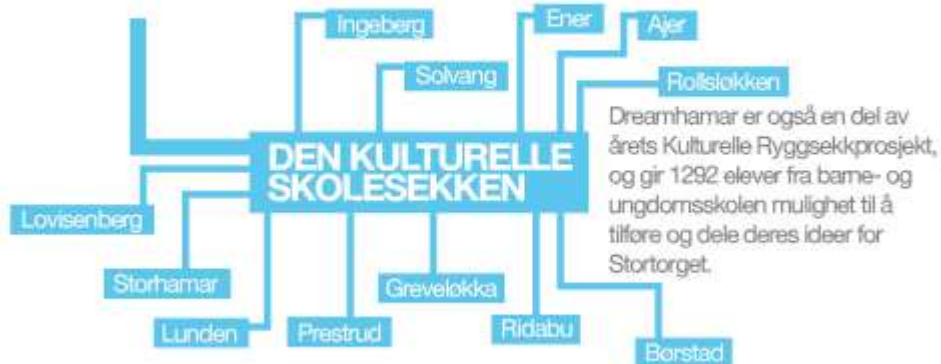 Ingeberg
Ener
Ajer
Solvang
Rollsløkken
Dreamhamar er også en del av
årets Kulturelle Ryggsekkprosjekt,
og gir 1292 elever fra barne- og
ungdomsskolen mulighet til å
tilføre og dele deres ideer for
Stortorget.
DEN KULTURELLE
SKOLESEKKEN
Lovisenberg
Storhamar
Greveløkka
Lunden
Prestrud
Ridabu
Børstad